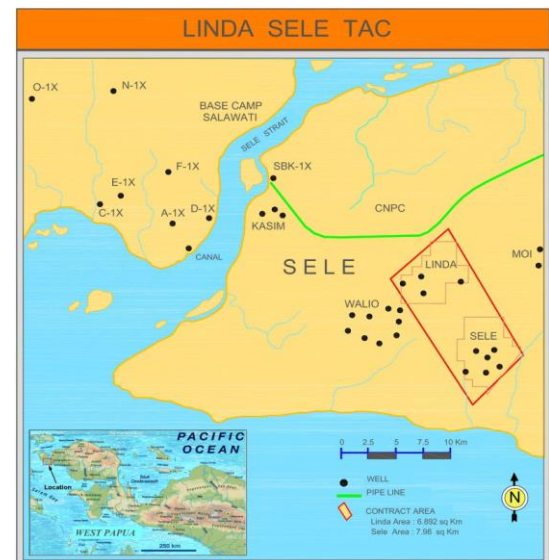 LINDA SELE TAC
O-1X
N-1X
BASE CAMP
SALAWATI
SELE STRAIT
F-1X
SBK-1X
E-1X
C-1X
A-1X
D-1X
KASIM
CNPC
CANAL
SELE
LINDA
MOI
WALIO
SELE
0 2.5 5 7.5 10 Km
WELL
PIPE LINE
CONTRACT AREA
Linda Area : 6.892 sq Km
Sele Area : 7.96 sq Km
N
PACIFIC
OCEAN
Location
WEST PAPUA
250 km